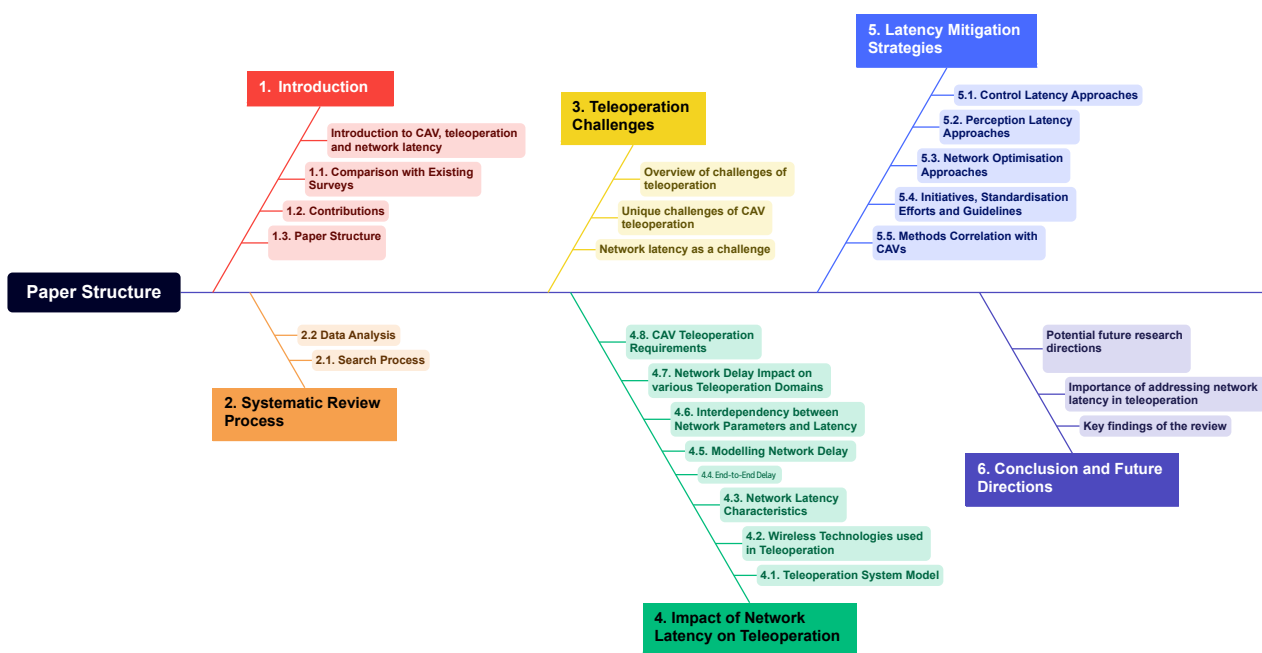 Paper Structure
1. Introduction
Introduction to CAV, teleoperation
and network latency
1.1. Comparison with Existing
Surveys
1.2. Contributions
1.3. Paper Structure
2.2 Data Analysis
2.1. Search Process
2. Systematic Review
Process
3. Teleoperation
Challenges
Overview of challenges of
teleoperation
Unique challenges of CAV
teleoperation
Network latency as a challenge
4.8. CAV Teleoperation
Requirements
4.7. Network Delay Impact on
various Teleoperation Domains
4.6. Interdependency between
Network Parameters and Latency
4.5. Modelling Network Delay
4.4. End-to-End Delay
4.3. Network Latency
Characteristics
4.2. Wireless Technologies used
in Teleoperation
4.1. Teleoperation System Model
4. Impact of Network
Latency on Teleoperation
5. Latency Mitigation
Strategies
5.1. Control Latency Approaches
5.2. Perception Latency
Approaches
5.3. Network Optimisation
Approaches
5.4. Initiatives, Standardisation
Efforts and Guidelines
5.5. Methods Correlation with
CAVs
Potential future research
directions
Importance of addressing network
latency in teleoperation
Key findings of the review
6. Conclusion and Future
Directions